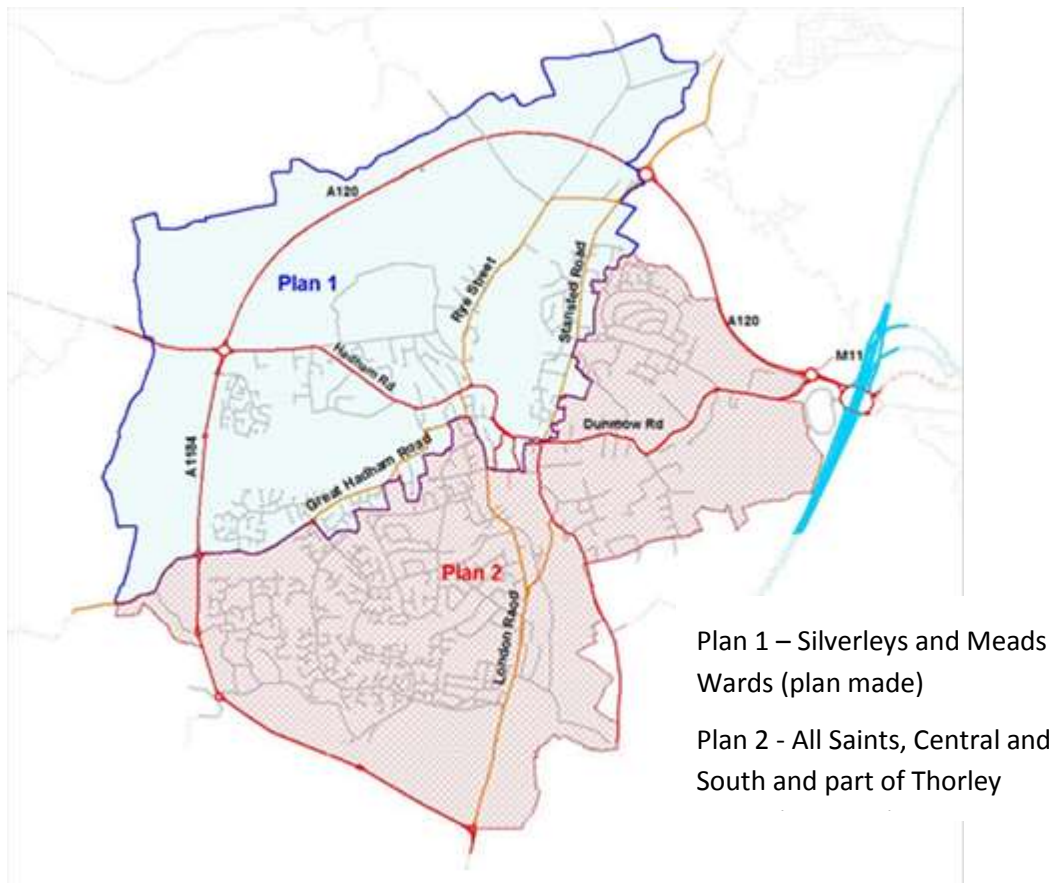 A120
Plan 1
Rye Street
Stansted Road
A120
M11
Hadham Rd
Dunmow Rd
A1184
Great Hadham Road
Plan 2
London Raod
Plan 1 – Silverleys and Meads
Wards (plan made)
Plan 2 - All Saints, Central and
South and part of Thorley